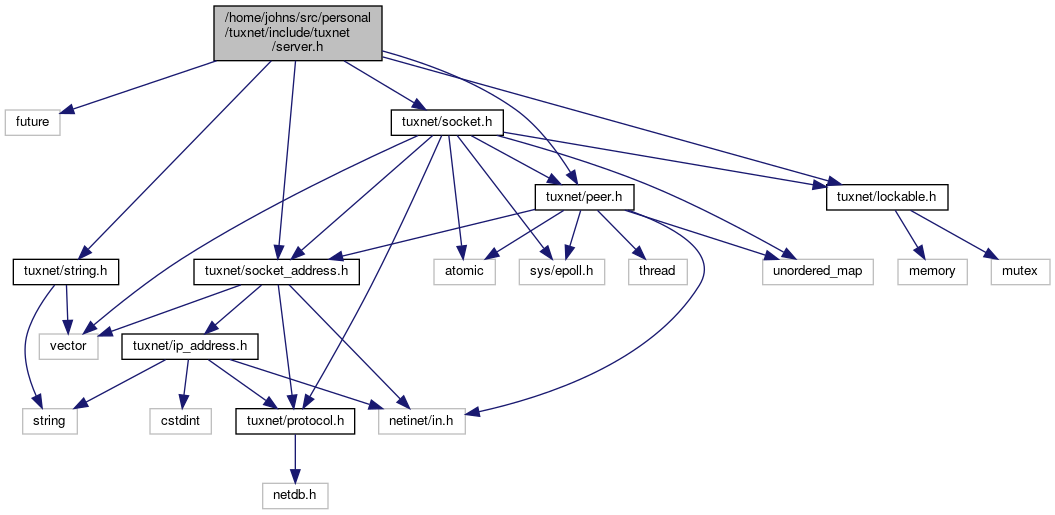 /home/johns/src/personal
/tuxnet/include/tuxnet
/server.h
future
tuxnet/socket.h
tuxnet/peer.h
tuxnet/lockable.h
tuxnet/string.h
tuxnet/socket_address.h
atomic
sys/epoll.h
thread
unordered_map
memory
mutex
vector
tuxnet/ip_address.h
string
cstdint
tuxnet/protocol.h
netinet/in.h
netdb.h